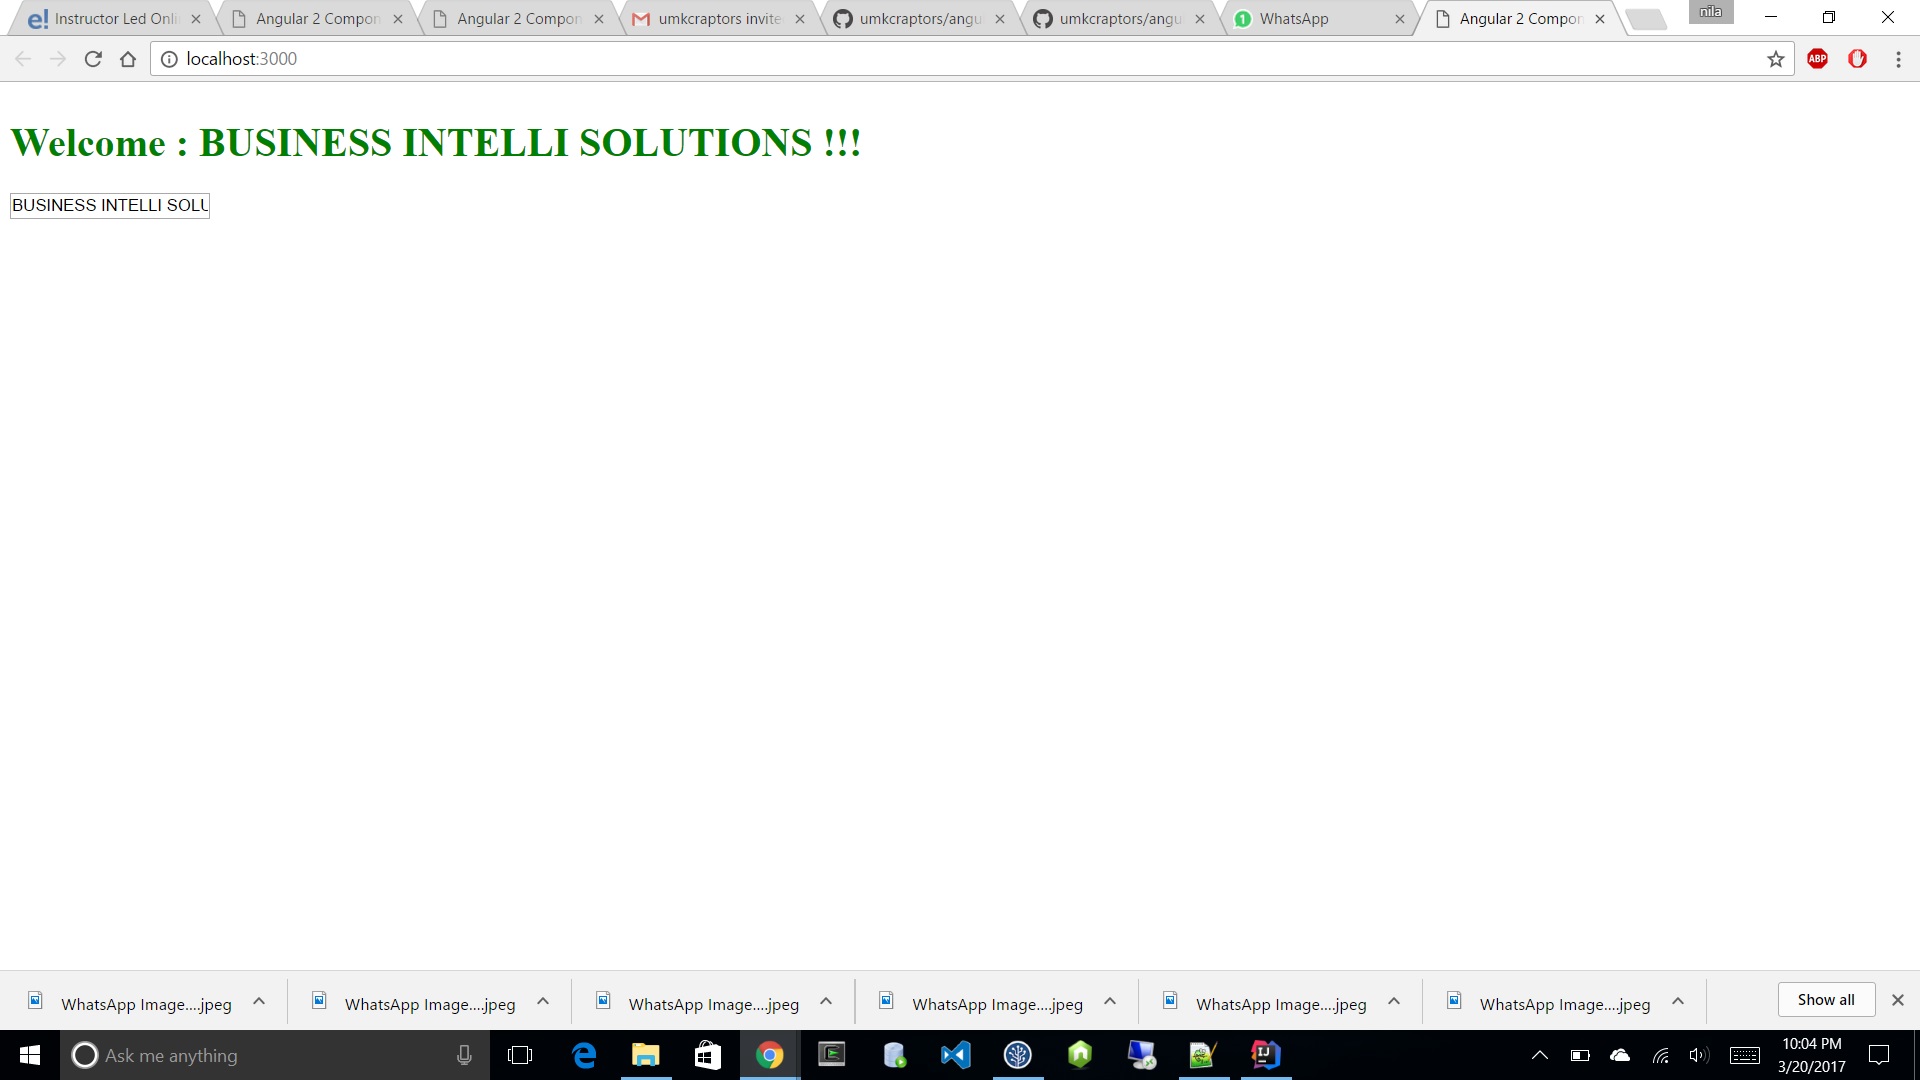 Instructor Led Onli
Angular 2 Compon
Angular 2 Compon
umkcraptors invite
umkcraptors/angu
umkcraptors/angu
1 WhatsApp
Angular 2 Compon
nila
localhost:3000
ABP
Welcome : BUSINESS INTELLI SOLUTIONS !!!
BUSINESS INTELLI SOLU
WhatsApp Image....jpeg
WhatsApp Image....jpeg
WhatsApp Image....jpeg
WhatsApp Image....jpeg
WhatsApp Image....jpeg
WhatsApp Image....jpeg
Show all
Ask me anything
IJ
10:04 PM
3/20/2017